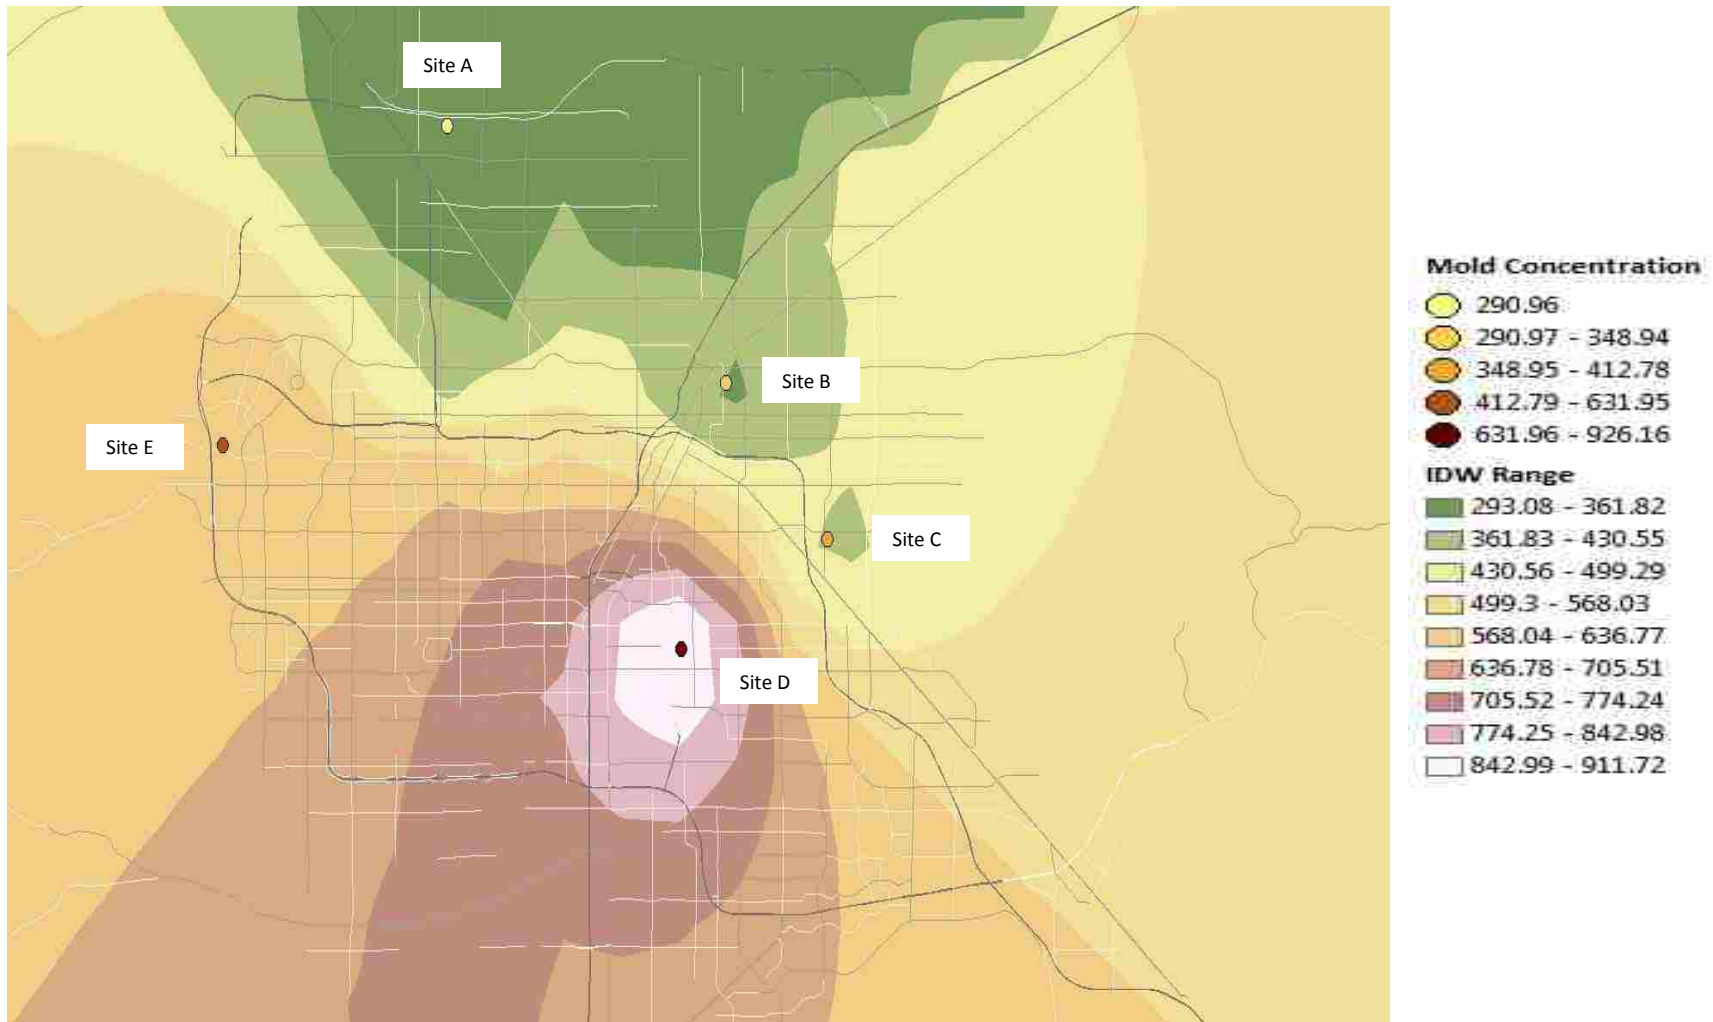 Site A
Site B
Site E
Site C
Site D
Mold Concentration
290.96
290.97 - 348.94
348.95 - 412.78
412.79 - 631.95
631.96 - 926.16
IDW Range
293.08 - 361.82
361.83 - 430.55
430.56 - 499.29
499.3 - 568.03
568.04 - 636.77
636.78 - 705.51
705.52 - 774.24
774.25 - 842.98
842.99 - 911.72